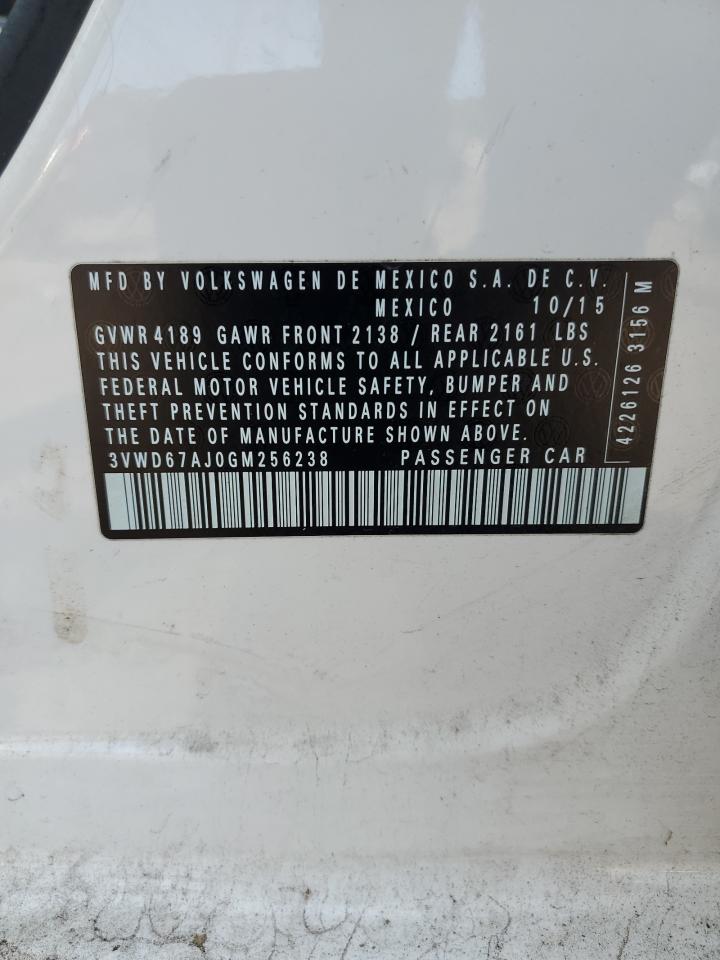 MFD BY VOLKSWAGEN DE MEXICO S.A. DE C.V.
MEXICO 10/15
GVWR 4189 GAWR FRONT 2138 / REAR 2161 LBS
THIS VEHICLE CONFORMS TO ALL APPLICABLE U.S.
FEDERAL MOTOR VEHICLE SAFETY, BUMPER AND
THEFT PREVENTION STANDARDS IN EFFECT ON
THE DATE OF MANUFACTURE SHOWN ABOVE.
3VWD67AJ0GM256238 PASSENGER CAR
4226126 3156 M